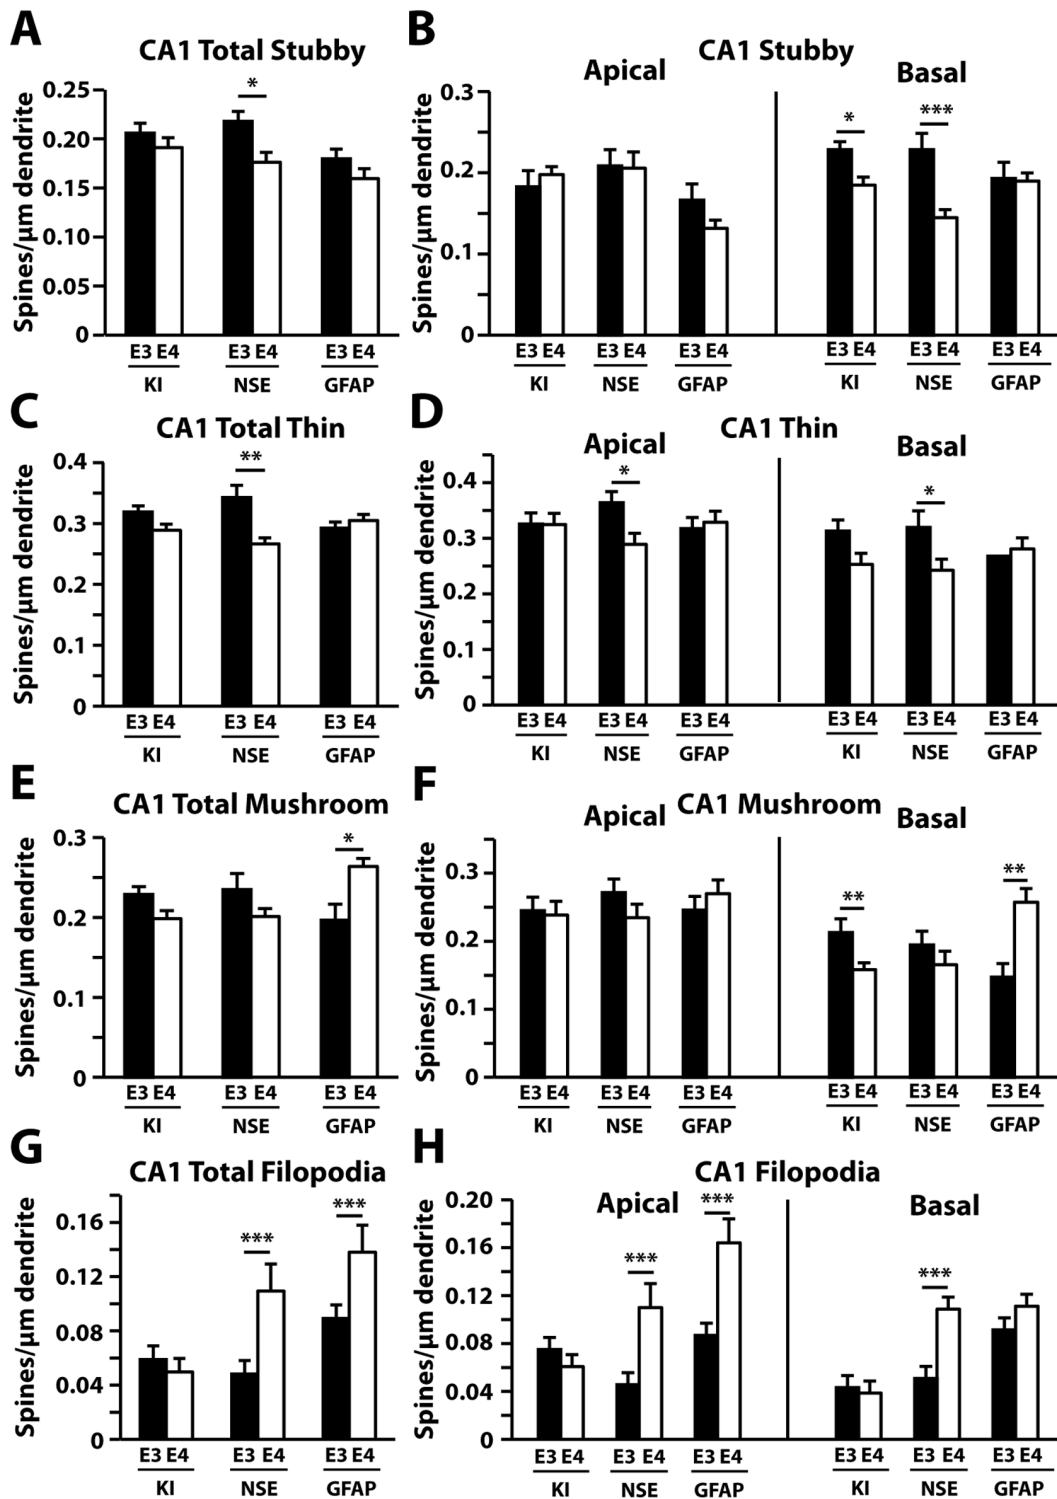 A
CA1 Total Stubby
Spines/µm dendrite
0.25
0.20
0.15
0.10
0.05
0
*
E3 E4 E3 E4 E3 E4
KI NSE GFAP
B
CA1 Stubby
Apical Basal
Spines/µm dendrite
0.3
0.2
0.1
0
* ***
E3 E4 E3 E4 E3 E4 E3 E4 E3 E4 E3 E4
KI NSE GFAP KI NSE GFAP
C
CA1 Total Thin
Spines/µm dendrite
0.4
0.3
0.2
0.1
0
**
E3 E4 E3 E4 E3 E4
KI NSE GFAP
D
CA1 Thin
Apical Basal
Spines/µm dendrite
0.4
0.3
0.2
0.1
0
* *
E3 E4 E3 E4 E3 E4 E3 E4 E3 E4 E3 E4
KI NSE GFAP KI NSE GFAP
E
CA1 Total Mushroom
Spines/µm dendrite
0.3
0.2
0.1
0
*
E3 E4 E3 E4 E3 E4
KI NSE GFAP
F
CA1 Mushroom
Apical Basal
Spines/µm dendrite
0.3
0.2
0.1
0
** **
E3 E4 E3 E4 E3 E4 E3 E4 E3 E4 E3 E4
KI NSE GFAP KI NSE GFAP
G
CA1 Total Filopodia
Spines/µm dendrite
0.16
0.12
0.08
0.04
0
*** ***
E3 E4 E3 E4 E3 E4
KI NSE GFAP
H
CA1 Filopodia
Apical Basal
Spines/µm dendrite
0.20
0.16
0.12
0.08
0.04
0
*** *** ***
E3 E4 E3 E4 E3 E4 E3 E4 E3 E4 E3 E4
KI NSE GFAP KI NSE GFAP